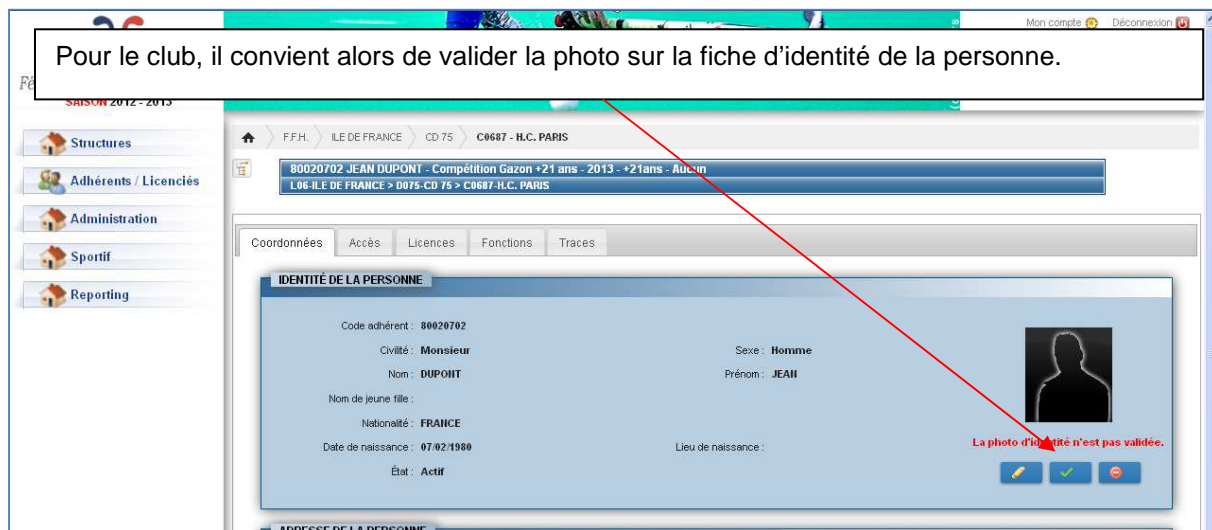 Mon compte Déconnexion
Pour le club, il convient alors de valider la photo sur la fiche d'identité de la personne.
Fé
SAISON 2012 - 2013
Structures
Adhérents / Licenciés
Administration
Sportif
Reporting
F.F.H. ILE DE FRANCE CD 75 C0687 - H.C. PARIS
80020702 JEAN DUPONT - Compétition Gazon +21 ans - 2013 - +21ans - Aucun
L06-ILE DE FRANCE > D075-CD 75 > C0687-H.C. PARIS
Coordonnées Accès Licences Fonctions Traces
IDENTITÉ DE LA PERSONNE
Code adhérent : 80020702
Civilité : Monsieur Sexe : Homme
Nom : DUPONT Prénom : JEAN
Nom de jeune fille :
Nationalité : FRANCE
Date de naissance : 07/02/1980 Lieu de naissance :
La photo d'identité n'est pas validée.
État : Actif
ADRESSE DE LA PERSONNE